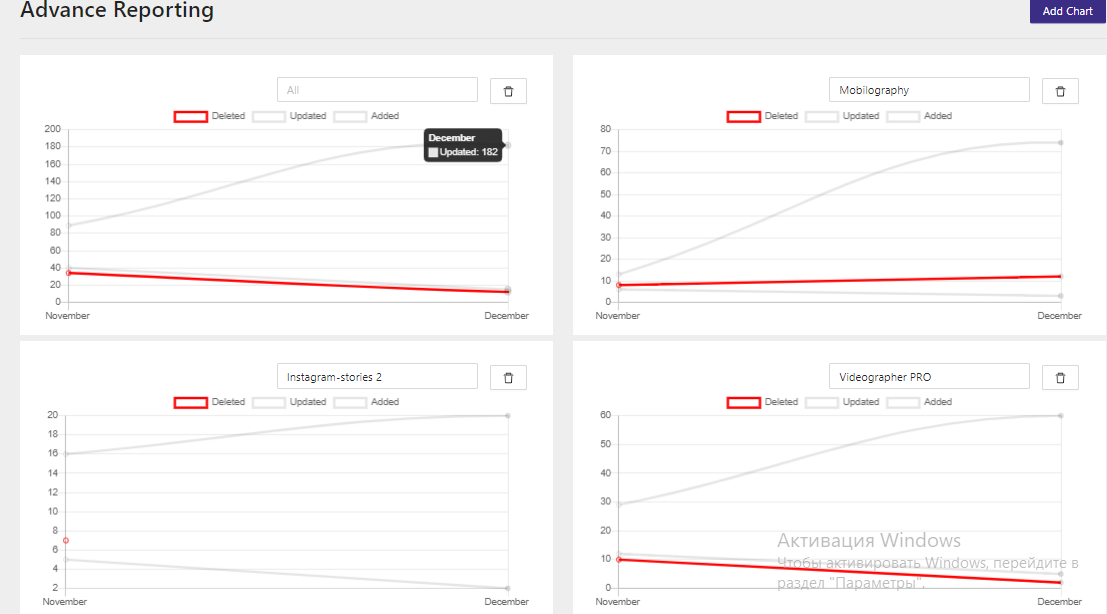 Advance Reporting
Add Chart
All
Deleted Updated Added
200
180
160
140
120
100
80
60
40
20
0
December
Updated: 182
November December
Mobilography
Deleted Updated Added
80
70
60
50
40
30
20
10
0
November December
Instagram-stories 2
Deleted Updated Added
20
18
16
14
12
10
8
6
4
2
November December
Videographer PRO
Deleted Updated Added
60
50
40
30
20
10
0
November December
Активация Windows
Чтобы активировать Windows, перейдите в
раздел "Параметры".